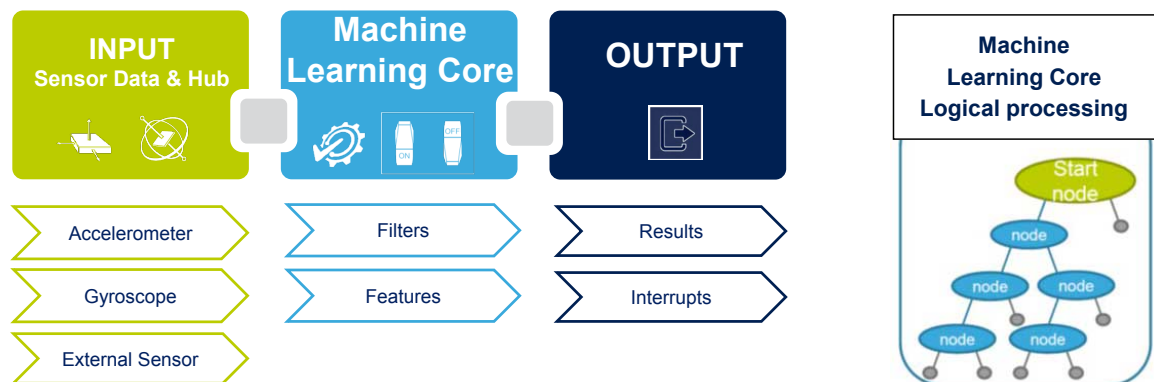 INPUT
Sensor Data & Hub
Machine
Learning Core
ON
OFF
OUTPUT
Accelerometer
Gyroscope
External Sensor
Filters
Features
Results
Interrupts
Machine
Learning Core
Logical processing
Start
node
node
node
node
node
node